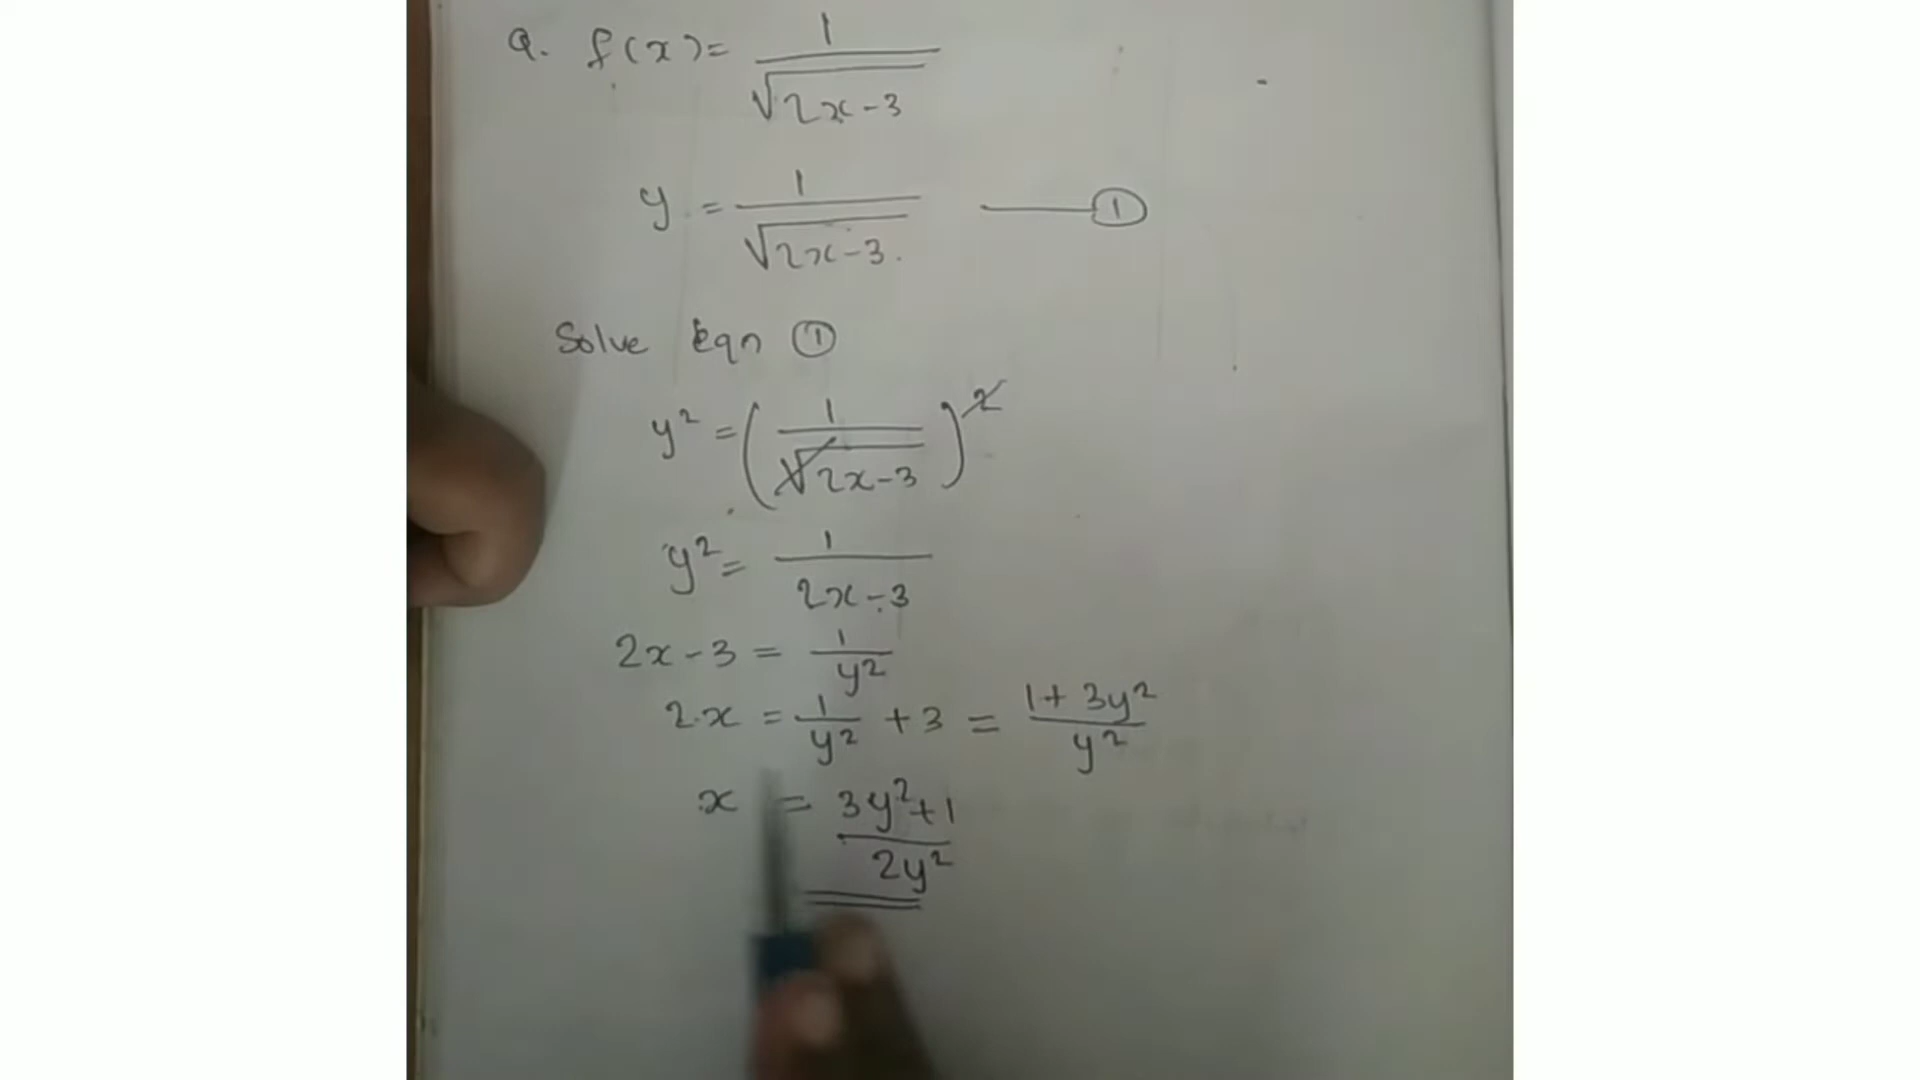 Q. f(x) = 1/√(2x-3)
y = 1/√(2x-3) —— ①
Solve Eqn ①
y² = (1/√(2x-3))²
y² = 1/(2x-3)
2x-3 = 1/y²
2x = 1/y² + 3 = (1+3y²)/y²
x = (3y²+1)/(2y²)